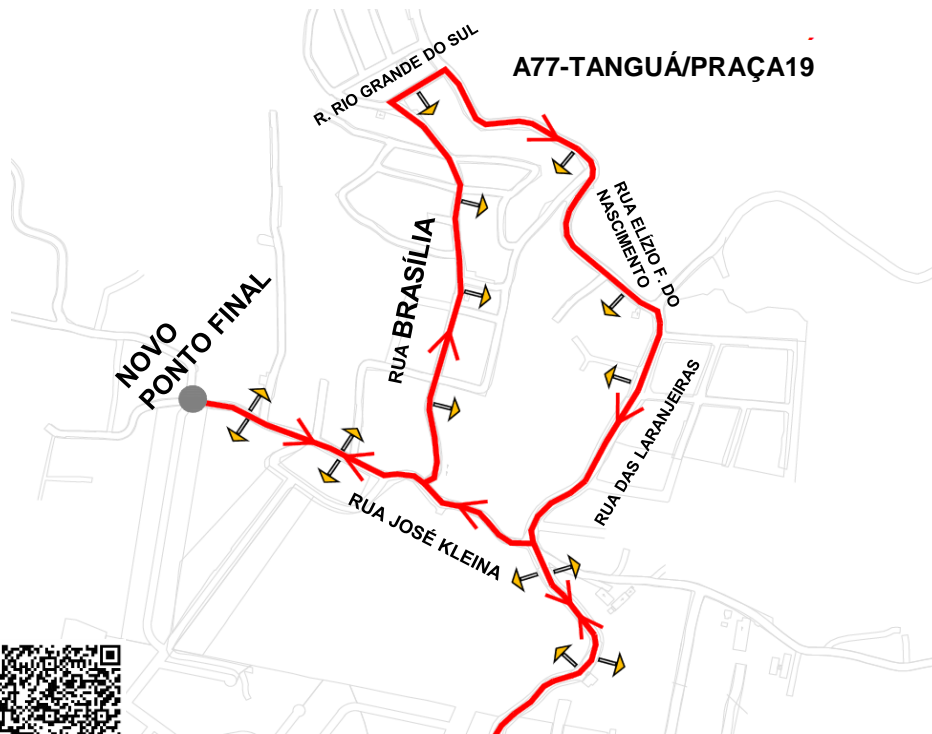 A77-TANGUÁ/PRAÇA19
R. RIO GRANDE DO SUL
RUA ELÍZIO F. DO
NASCIMENTO
RUA BRASÍLIA
NOVO
PONTO FINAL
RUA DAS LARANJEIRAS
RUA JOSÉ KLEINA